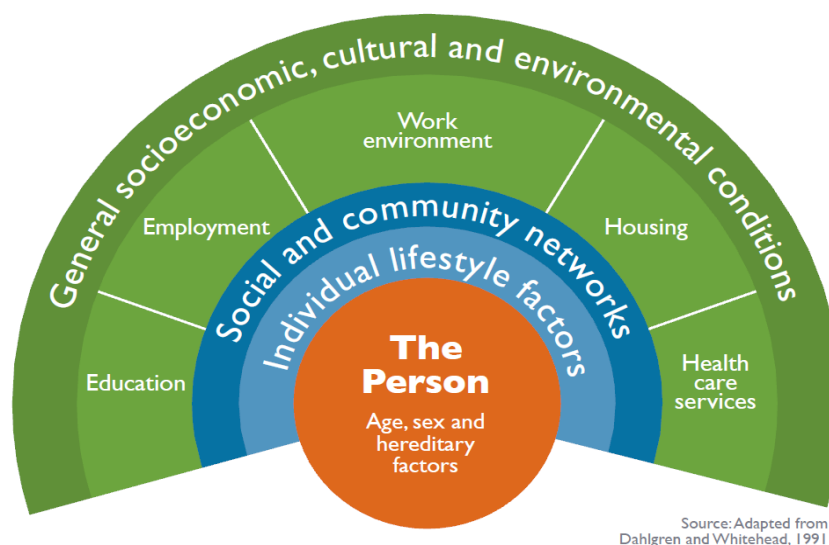 General socioeconomic, cultural and environmental conditions
Work
environment
Employment
Housing
Education
Health
care
services
Social and community networks
Individual lifestyle factors
The
Person
Age, sex and
hereditary
factors
Source: Adapted from
Dahlgren and Whitehead, 1991